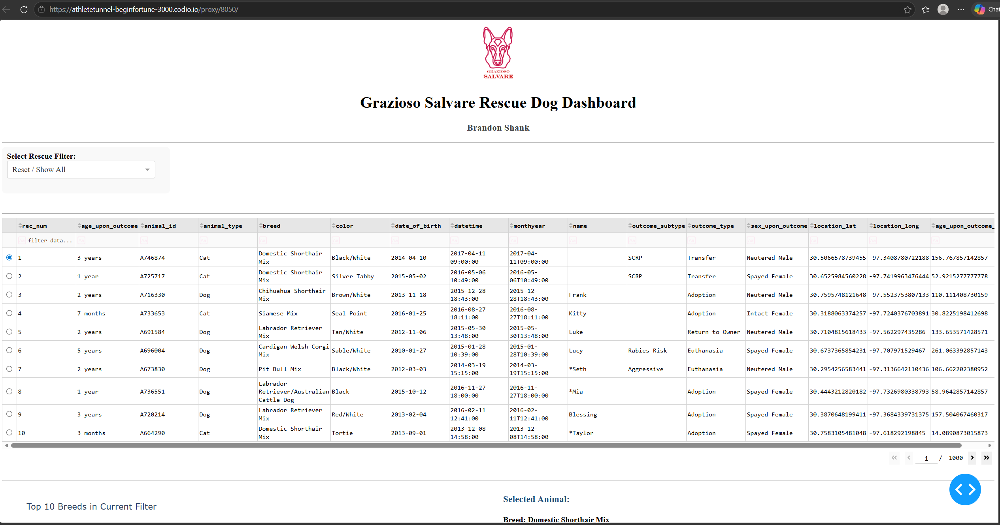 https://athletetunnel-beginfortune-3000.codio.io/proxy/8050/
Chat
GRAZIOSO
SALVARE
Grazioso Salvare Rescue Dog Dashboard
Brandon Shank
Select Rescue Filter:
Reset / Show All
rec_num age_upon_outcome animal_id animal_type breed color date_of_birth datetime monthyear name outcome_subtype outcome_type sex_upon_outcome location_lat location_long age_upon_outcome_
Aa filter data... Aa Aa Aa Aa Aa Aa Aa Aa Aa Aa Aa Aa Aa Aa Aa
1 3 years A746874 Cat Domestic Shorthair Mix Black/White 2014-04-10 2017-04-11 09:00:00 2017-04-11T09:00:00 SCRP Transfer Neutered Male 30.5066578739455 -97.3408780722188 156.767857142857
2 1 year A725717 Cat Domestic Shorthair Mix Silver Tabby 2015-05-02 2016-05-06 10:49:00 2016-05-06T10:49:00 SCRP Transfer Spayed Female 30.6525984560228 -97.7419963476444 52.9215277777778
3 2 years A716330 Dog Chihuahua Shorthair Mix Brown/White 2013-11-18 2015-12-28 18:43:00 2015-12-28T18:43:00 Frank Adoption Neutered Male 30.7595748121648 -97.5523753807133 110.111408730159
4 7 months A733653 Cat Siamese Mix Seal Point 2016-01-25 2016-08-27 18:11:00 2016-08-27T18:11:00 Kitty Adoption Intact Female 30.3188063374257 -97.7240376703891 30.8225198412698
5 2 years A691584 Dog Labrador Retriever Mix Tan/White 2012-11-06 2015-05-30 13:48:00 2015-05-30T13:48:00 Luke Return to Owner Neutered Male 30.7104815618433 -97.562297435286 133.653571428571
6 5 years A696004 Dog Cardigan Welsh Corgi Mix Sable/White 2010-01-27 2015-01-28 10:39:00 2015-01-28T10:39:00 Lucy Rabies Risk Euthanasia Spayed Female 30.6737365854231 -97.707971529467 261.063392857143
7 2 years A673830 Dog Pit Bull Mix Black/White 2012-03-03 2014-03-19 15:15:00 2014-03-19T15:15:00 *Seth Aggressive Euthanasia Neutered Male 30.2954256583441 -97.3136642110436 106.662202380952
8 1 year A736551 Dog Labrador Retriever/Australian Cattle Dog Black 2015-10-12 2016-11-27 18:00:00 2016-11-27T18:00:00 *Mia Adoption Spayed Female 30.4443212820182 -97.7326980338793 58.9642857142857
9 3 years A720214 Dog Labrador Retriever Mix Red/White 2013-02-04 2016-02-11 12:41:00 2016-02-11T12:41:00 Blessing Adoption Spayed Female 30.3870648199411 -97.3684339731375 157.504067460317
10 3 months A664290 Cat Domestic Shorthair Mix Tortie 2013-09-01 2013-12-08 14:58:00 2013-12-08T14:58:00 *Taylor Adoption Spayed Female 30.7583105481048 -97.618292198845 14.0890873015873
1 / 1000
Top 10 Breeds in Current Filter
Selected Animal:
Breed: Domestic Shorthair Mix